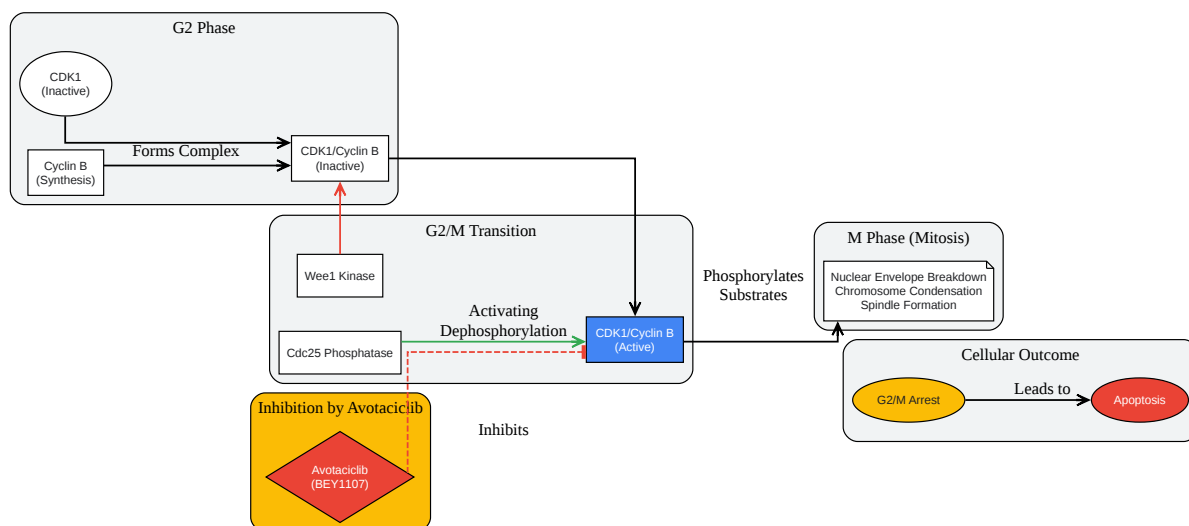 G2 Phase
CDK1
(Inactive)
Forms Complex
Cyclin B
(Synthesis)
CDK1/Cyclin B
(Inactive)
G2/M Transition
Wee1 Kinase
Activating
Dephosphorylation
Cdc25 Phosphatase
CDK1/Cyclin B
(Active)
Phosphorylates
Substrates
M Phase (Mitosis)
Nuclear Envelope Breakdown
Chromosome Condensation
Spindle Formation
Cellular Outcome
G2/M Arrest
Leads to
Apoptosis
Inhibition by Avotaciclib
Inhibits
Avotaciclib
(BEY1107)